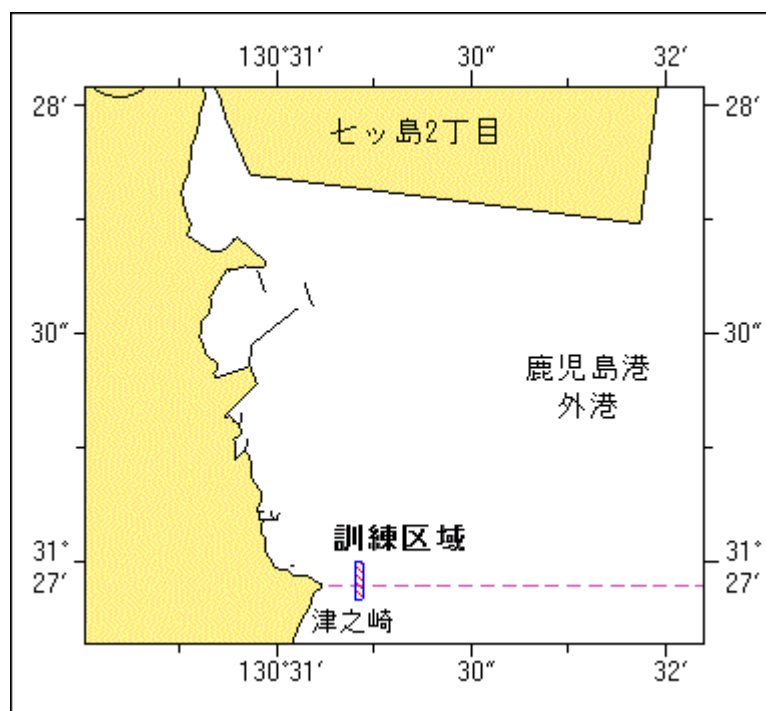 130°31′ 30″ 32′
28′ 28′
七ッ島2丁目
30″ 30″
鹿児島港
外港
訓練区域
31° 31°
27′ 27′
津之崎
130°31′ 30″ 32′